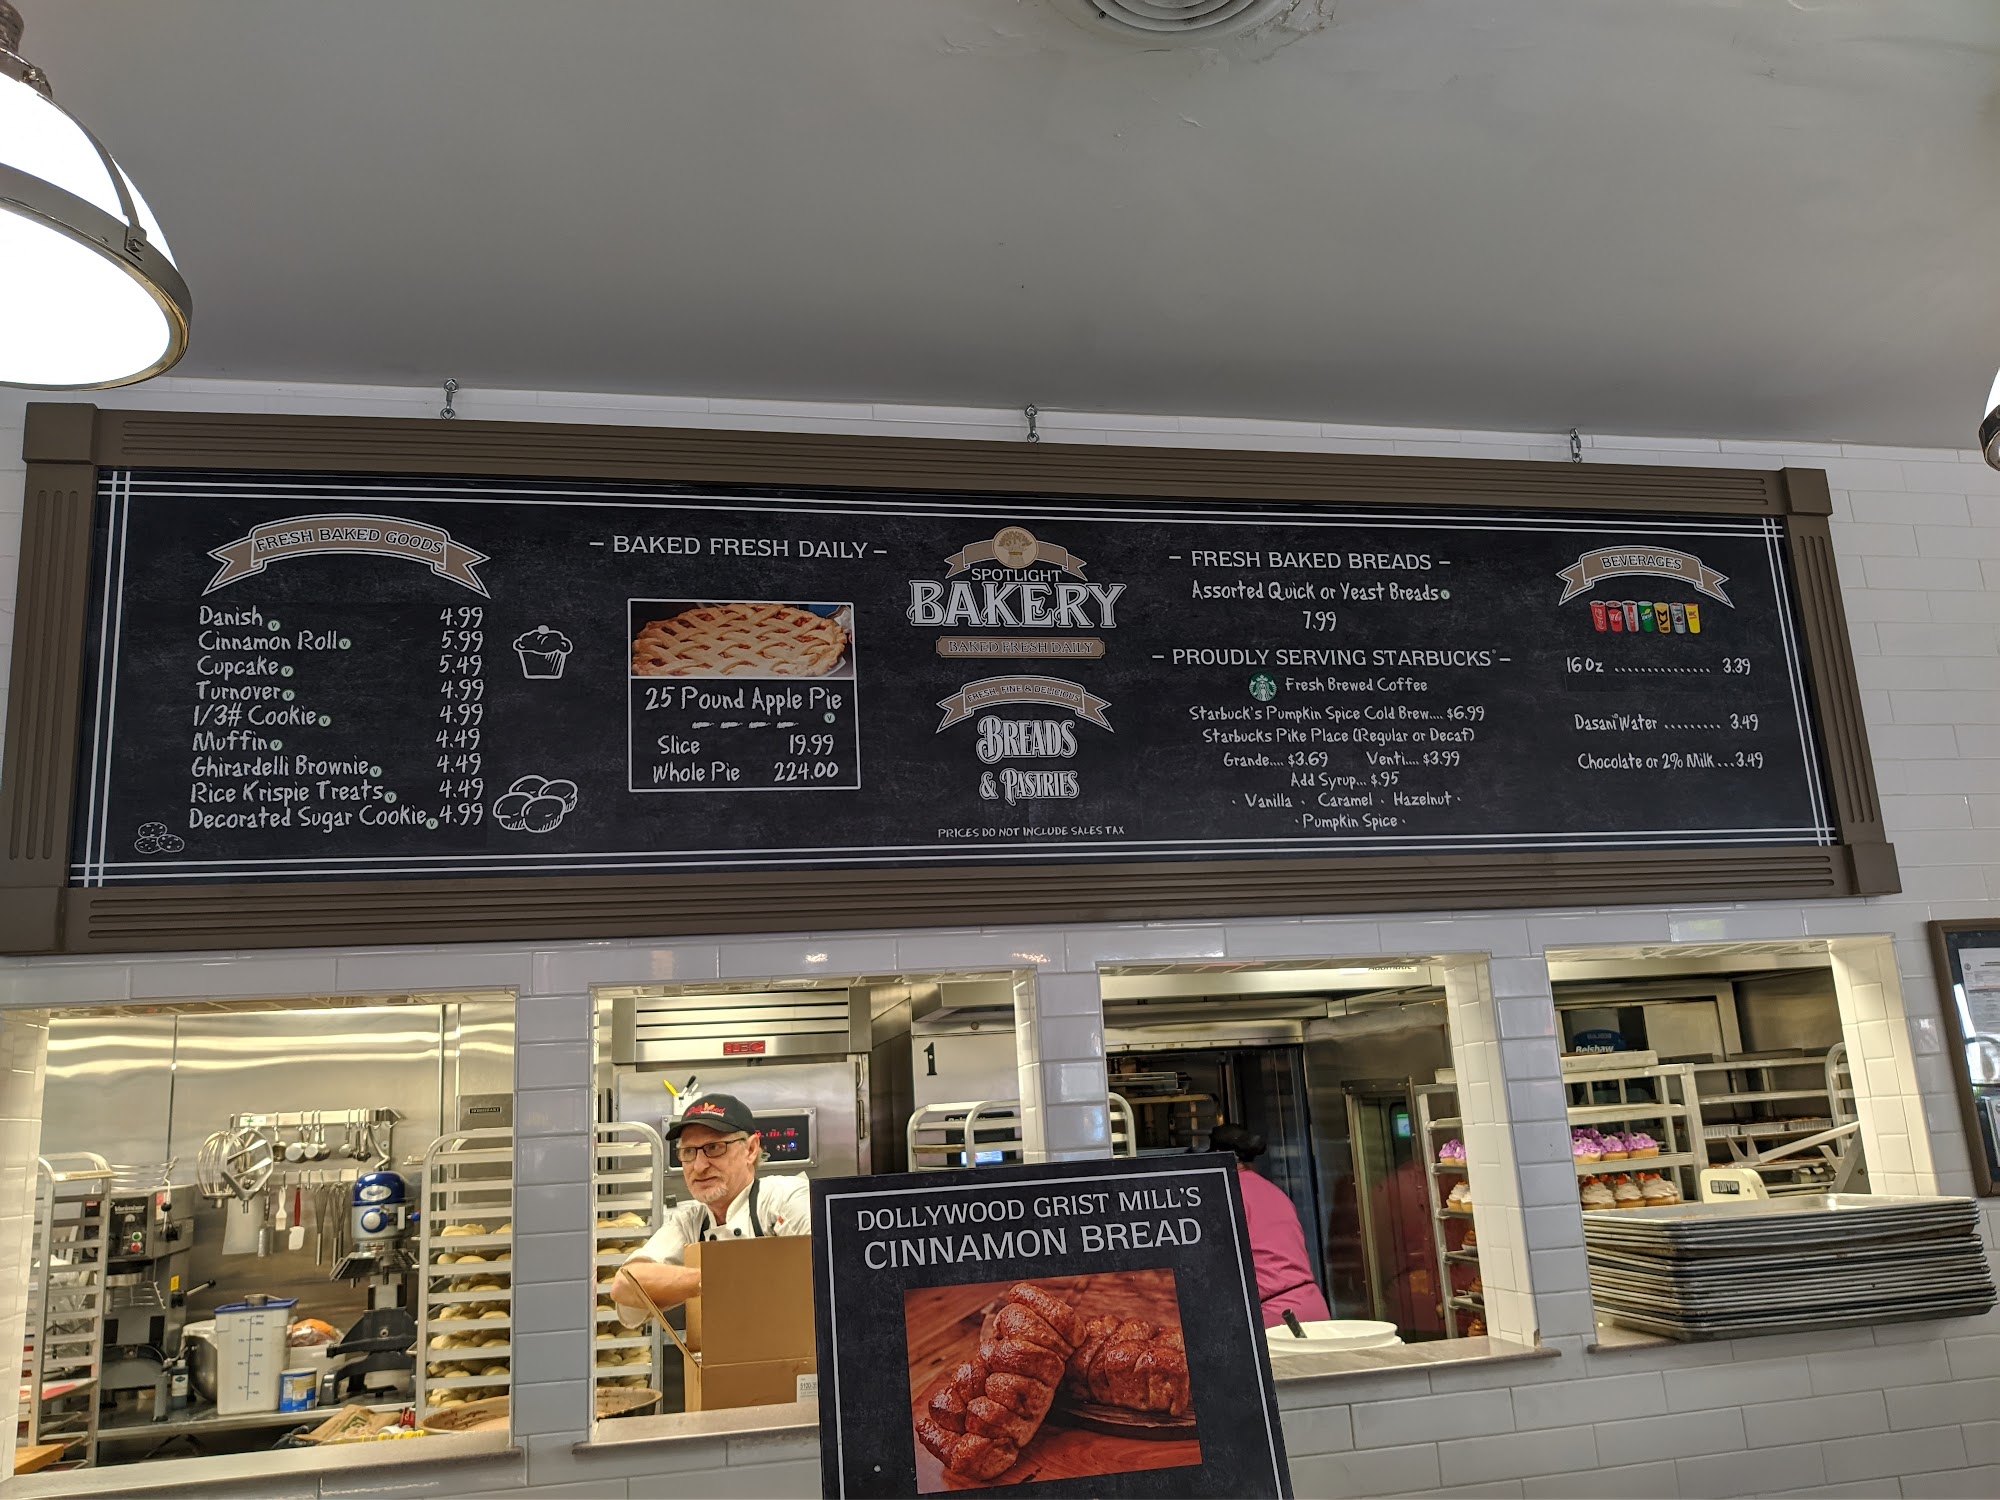 FRESH BAKED GOODS
Danish v 4.99
Cinnamon Roll v 5.99
Cupcake v 5.49
Turnover v 4.99
1/3# Cookie v 4.99
Muffin v 4.49
Ghirardelli Brownie v 4.49
Rice Krispie Treats v 4.49
Decorated Sugar Cookie v 4.99
- BAKED FRESH DAILY -
25 Pound Apple Pie
v
Slice 19.99
Whole Pie 224.00
SPOTLIGHT
BAKERY
BAKED FRESH DAILY
FRESH, FINE & DELICIOUS
BREADS
& PASTRIES
PRICES DO NOT INCLUDE SALES TAX
- FRESH BAKED BREADS -
Assorted Quick or Yeast Breads v
7.99
- PROUDLY SERVING STARBUCKS® -
Fresh Brewed Coffee
Starbuck's Pumpkin Spice Cold Brew.... $6.99
Starbucks Pike Place (Regular or Decaf)
Grande.... $3.69 Venti.... $3.99
Add Syrup... $.95
· Vanilla · Caramel · Hazelnut ·
· Pumpkin Spice ·
BEVERAGES
16 Oz .............. 3.39
Dasani® Water ......... 3.49
Chocolate or 2% Milk ...3.49
LBC
1
Belshaw
DOLLYWOOD GRIST MILL'S
CINNAMON BREAD